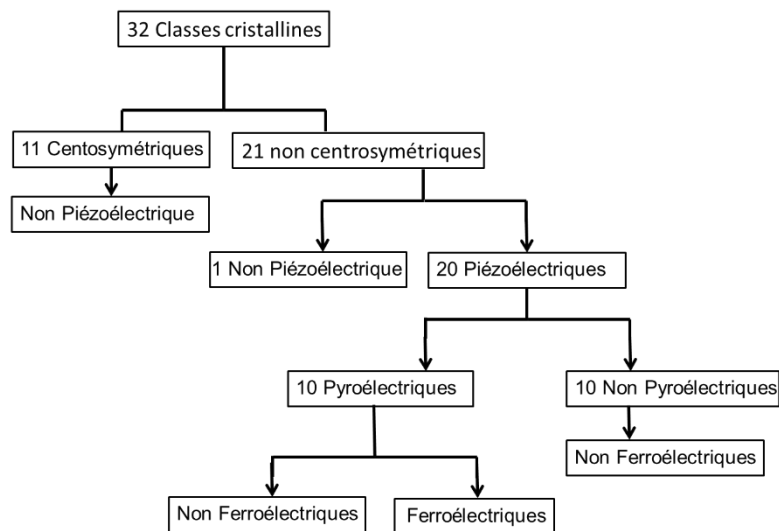 32 Classes cristallines
11 Centosymétriques
21 non centrosymétriques
Non Piézoélectrique
1 Non Piézoélectrique
20 Piézoélectriques
10 Pyroélectriques
10 Non Pyroélectriques
Non Ferroélectriques
Non Ferroélectriques
Ferroélectriques